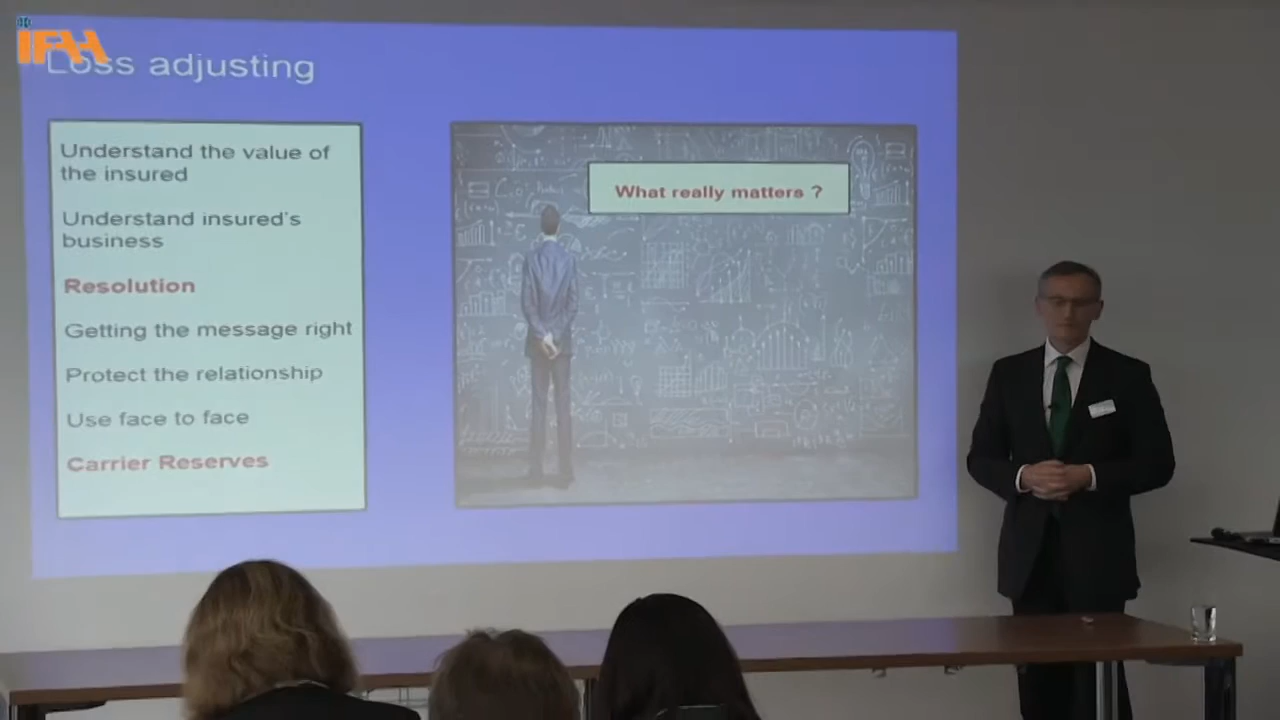 IFAA
Loss adjusting
Understand the value of
the insured
Understand insured's
business
Resolution
Getting the message right
Protect the relationship
Use face to face
Carrier Reserves
What really matters ?